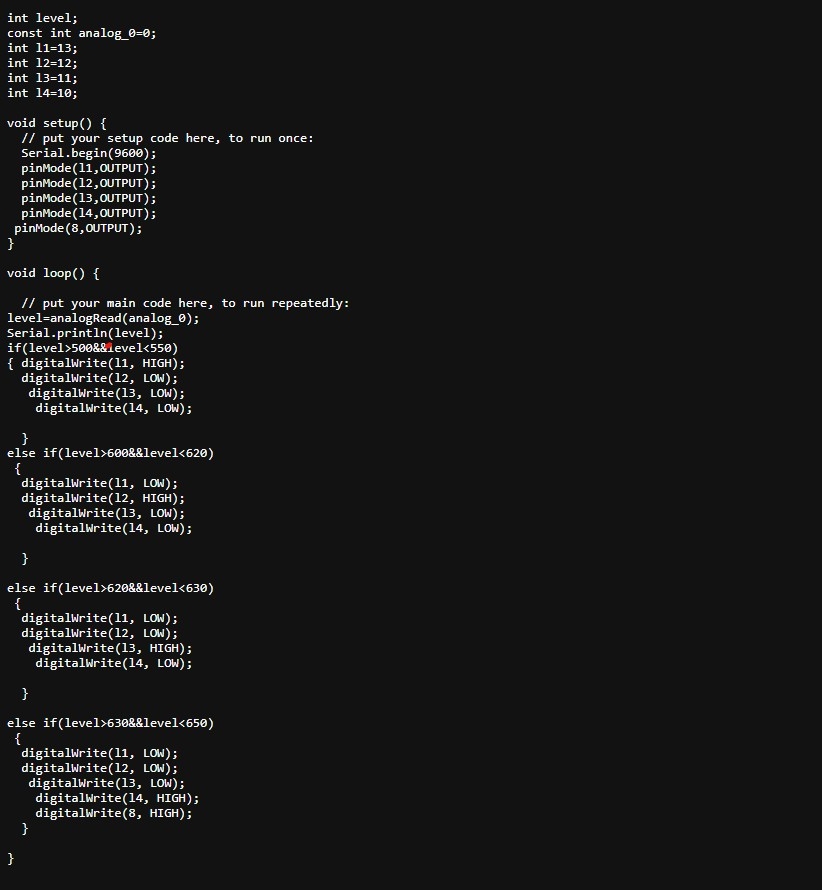 int level;
const int analog_0=0;
int l1=13;
int l2=12;
int l3=11;
int l4=10;

void setup() {
  // put your setup code here, to run once:
  Serial.begin(9600);
  pinMode(l1,OUTPUT);
  pinMode(l2,OUTPUT);
  pinMode(l3,OUTPUT);
  pinMode(l4,OUTPUT);
 pinMode(8,OUTPUT);
}

void loop() {

  // put your main code here, to run repeatedly:
level=analogRead(analog_0);
Serial.println(level);
if(level>500&&level<550)
{ digitalWrite(l1, HIGH);
  digitalWrite(l2, LOW);
   digitalWrite(l3, LOW);
    digitalWrite(l4, LOW);

  }
else if(level>600&&level<620)
 {
  digitalWrite(l1, LOW);
  digitalWrite(l2, HIGH);
   digitalWrite(l3, LOW);
    digitalWrite(l4, LOW);

  }

else if(level>620&&level<630)
 {
  digitalWrite(l1, LOW);
  digitalWrite(l2, LOW);
   digitalWrite(l3, HIGH);
    digitalWrite(l4, LOW);

  }

else if(level>630&&level<650)
 {
  digitalWrite(l1, LOW);
  digitalWrite(l2, LOW);
   digitalWrite(l3, LOW);
    digitalWrite(l4, HIGH);
    digitalWrite(8, HIGH);
  }

}